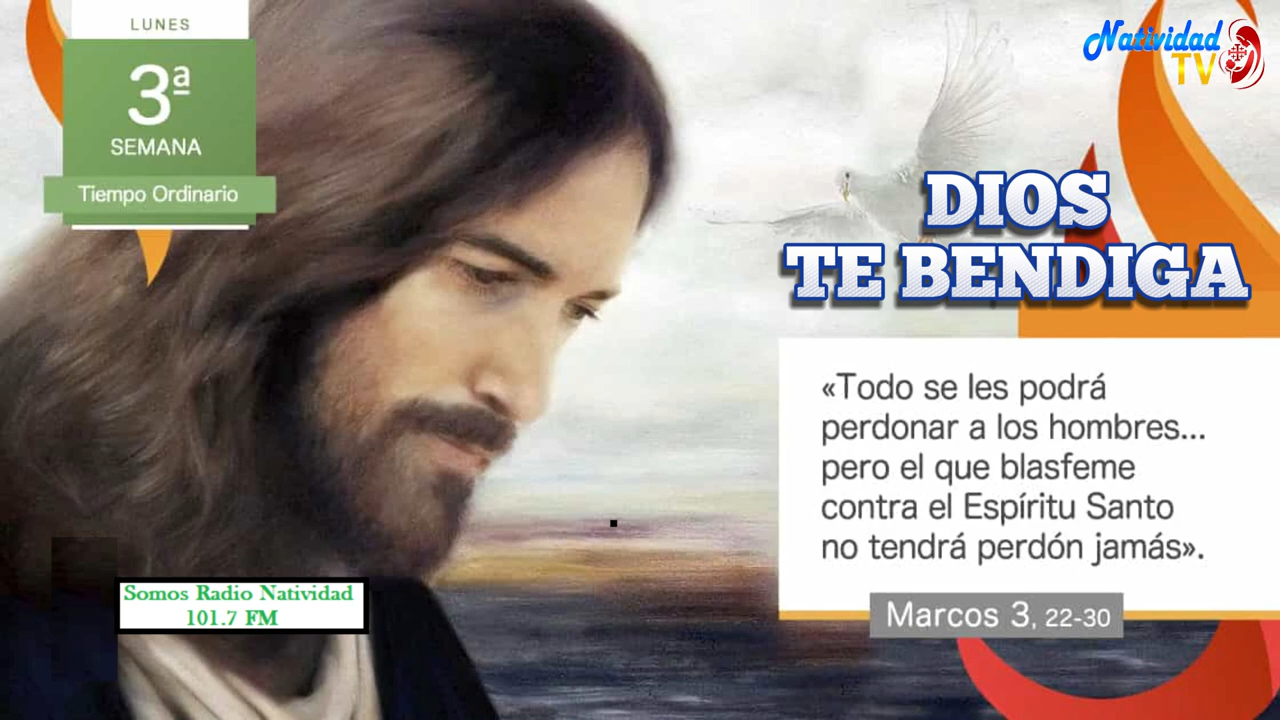 LUNES
3ª
SEMANA
Tiempo Ordinario
Natividad
TV
DIOS
TE BENDIGA
«Todo se les podrá
perdonar a los hombres...
pero el que blasfeme
contra el Espíritu Santo
no tendrá perdón jamás».
Marcos 3, 22-30
Somos Radio Natividad
101.7 FM